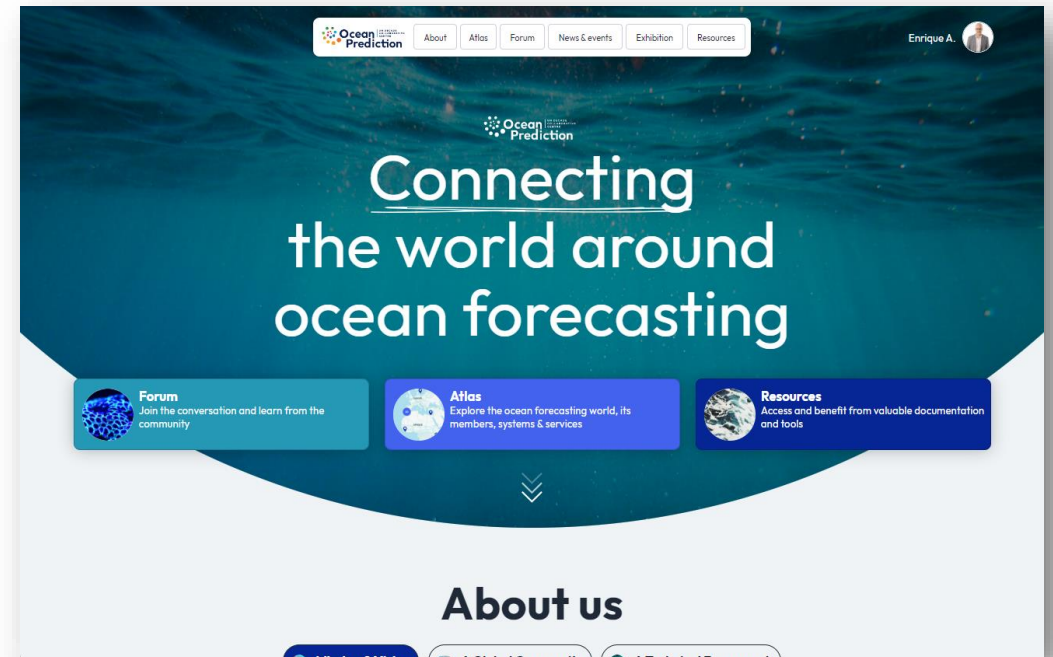 Ocean
Prediction
About
Atlas
Forum
News & events
Exhibition
Resources
Enrique A.
Ocean
Prediction
Connecting
the world around
ocean forecasting
Forum
Join the conversation and learn from the
community
Atlas
Explore the ocean forecasting world, its
members, systems & services
Resources
Access and benefit from valuable documentation
and tools
About us